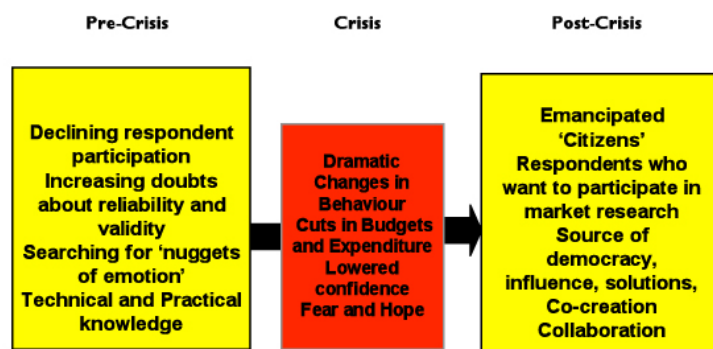 Pre-Crisis
Crisis
Post-Crisis
Declining respondent
participation
Increasing doubts
about reliability and
validity
Searching for ‘nuggets
of emotion’
Technical and Practical
knowledge
Dramatic
Changes in
Behaviour
Cuts in Budgets
and Expenditure
Lowered
confidence
Fear and Hope
Emancipated
‘Citizens’
Respondents who
want to participate in
market research
Source of
democracy,
influence, solutions,
Co-creation
Collaboration